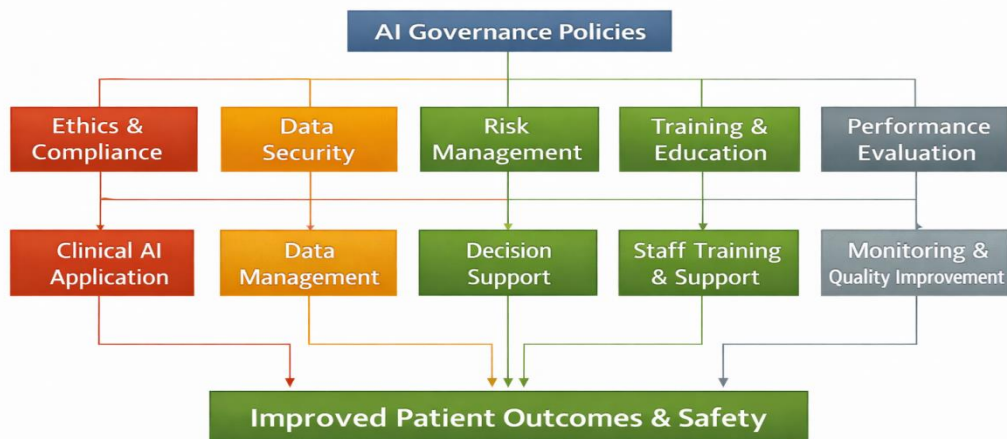 AI Governance Policies
Ethics &
Compliance
Data
Security
Risk
Management
Training &
Education
Performance
Evaluation
Clinical AI
Application
Data
Management
Decision
Support
Staff Training
& Support
Monitoring &
Quality Improvement
Improved Patient Outcomes & Safety